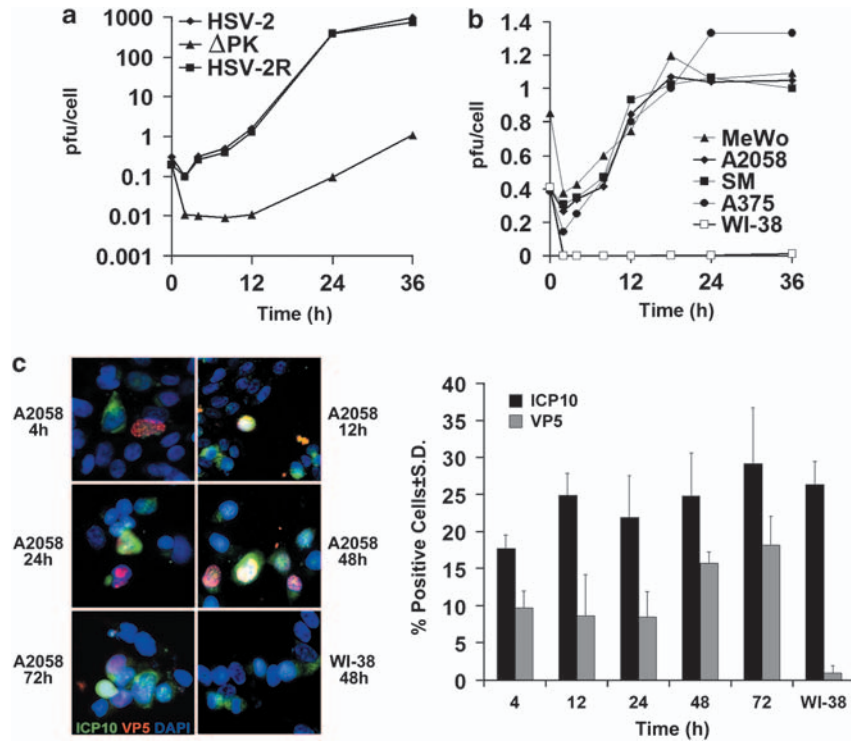 a
HSV-2
ΔPK
HSV-2R
pfu/cell
1000
100
10
1
0.1
0.01
0.001
0 12 24 36
Time (h)
b
pfu/cell
1.4
1.2
1
0.8
0.6
0.4
0.2
0
MeWo
A2058
SM
A375
WI-38
0 12 24 36
Time (h)
c
A2058
4h
A2058
12h
A2058
24h
A2058
48h
A2058
72h
WI-38
48h
ICP10 VP5 DAPI
% Positive Cells±S.D.
40
35
30
25
20
15
10
5
0
ICP10
VP5
4 12 24 48 72 WI-38
Time (h)